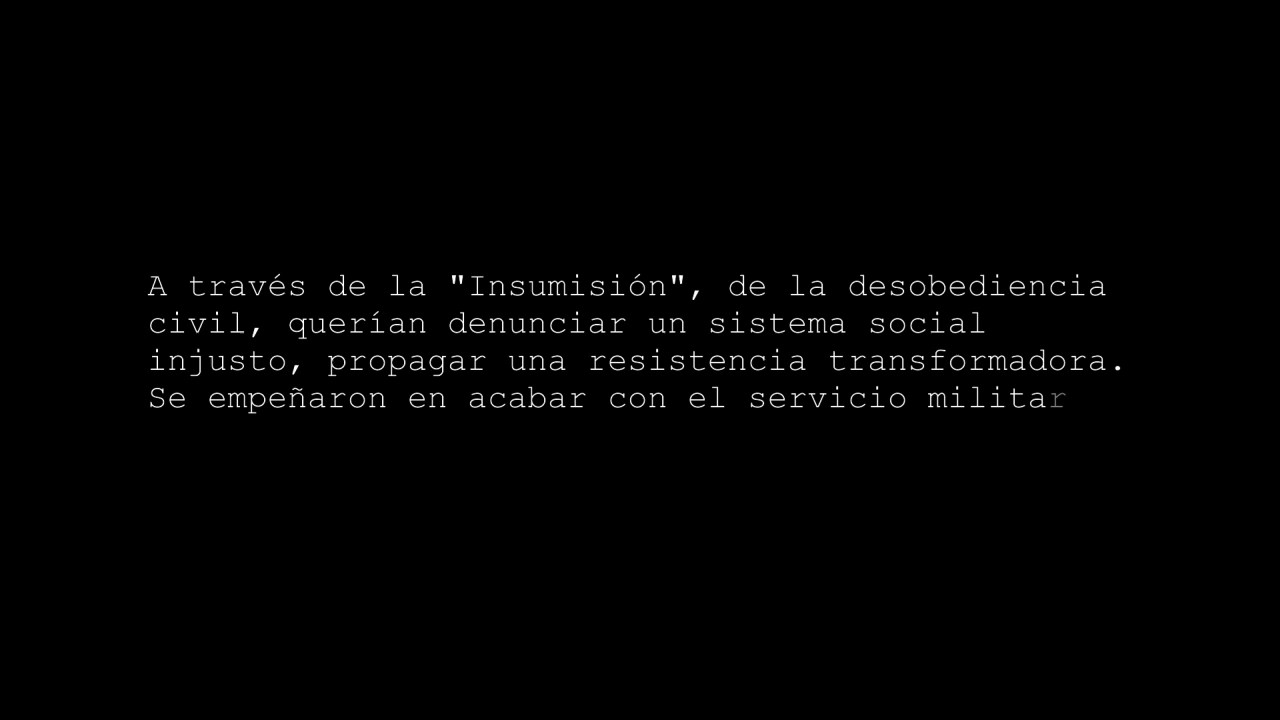 A través de la "Insumisión", de la desobediencia
civil, querían denunciar un sistema social
injusto, propagar una resistencia transformadora.
Se empeñaron en acabar con el servicio militar